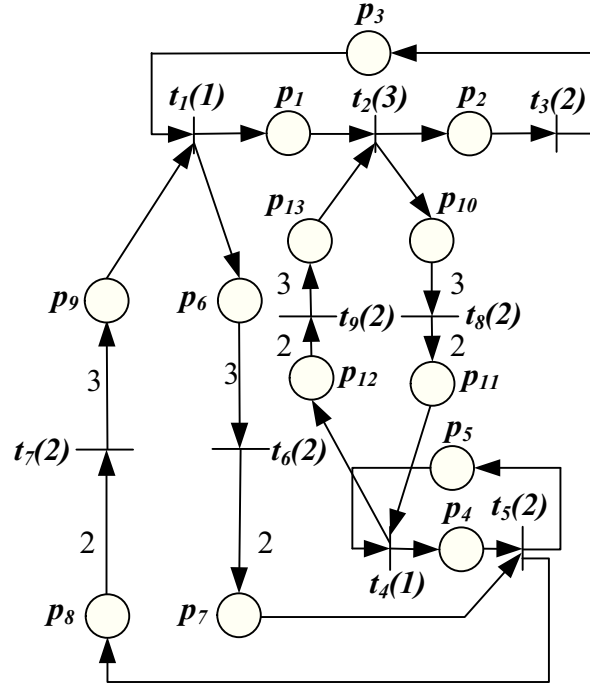 p3
t1(1) p1 t2(3) p2 t3(2)
p13 p10
p9 p6 3 3
t9(2) t8(2)
2 2
3 3 p12 p11
p5
t7(2) t6(2)
t5(2)
2 2 p4
t4(1)
p8 p7